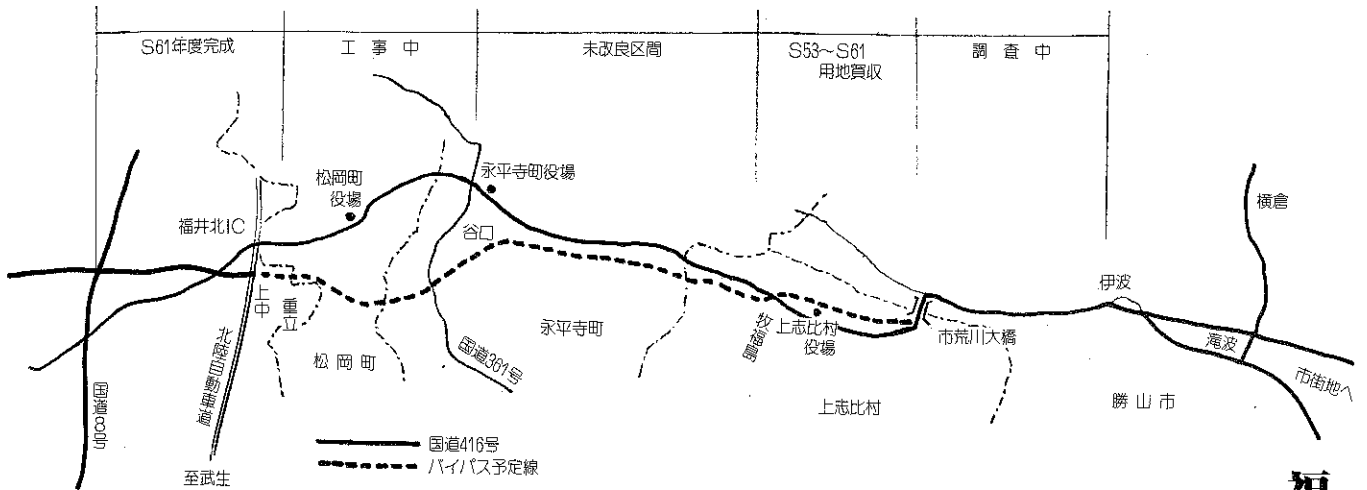 S61年度完成
工事中
未改良区間
S53～S61
用地買収
調査中
松岡町
役場
永平寺町役場
横倉
福井北IC
谷口
伊波
上中
重立
牧福島
上志比村
役場
市荒川大橋
滝波
市街地へ
北陸自動車道
松岡町
国道361号
永平寺町
上志比村
勝山市
国道8号
国道416号
バイパス予定線
至武生